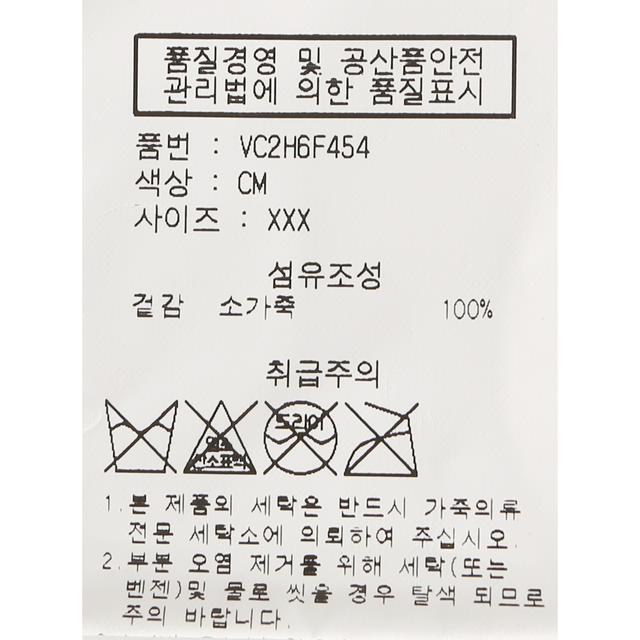 품질경영 및 공산품안전
관리법에 의한 품질표시
품번 : VC2H6F454
색상 : CM
사이즈 : XXX
섬유조성
겉감 소가죽 100%
취급주의
드라이
염소
산소표백
1.본 제품의 세탁은 반드시 가죽의류
전문 세탁소에 의뢰하여 주십시오.
2.부분 오염 제거를 위해 세탁(또는
벤젠)및 물로 씻을 경우 탈색 되므로
주의 바랍니다.